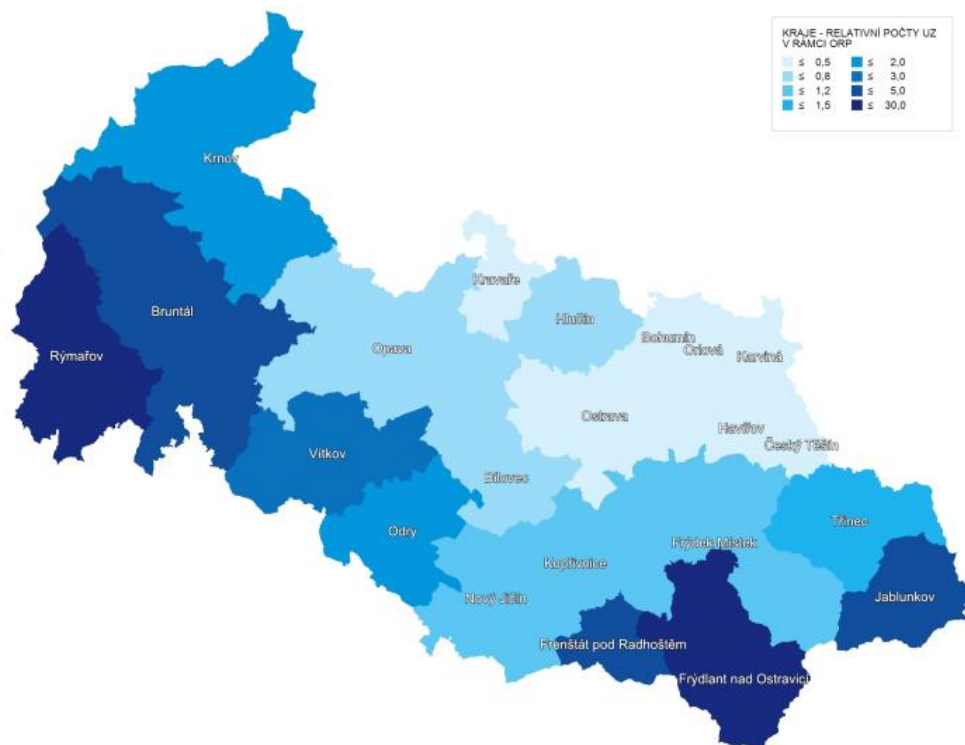 KRAJE - RELATIVNÍ POČTY UZ
V RÁMCI ORP
≤ 0,5 ≤ 2,0
≤ 0,8 ≤ 3,0
≤ 1,2 ≤ 5,0
≤ 1,5 ≤ 30,0
Krnov
Kravaře
Bruntál
Hlučín
Bohumín
Orlová
Opava
Karviná
Rýmařov
Ostrava
Havířov
Český Těšín
Vítkov
Bílovec
Třinec
Odry
Frýdek Místek
Kopřivnice
Nový Jičín
Jablunkov
Frenštát pod Radhoštěm
Frýdlant nad Ostravicí